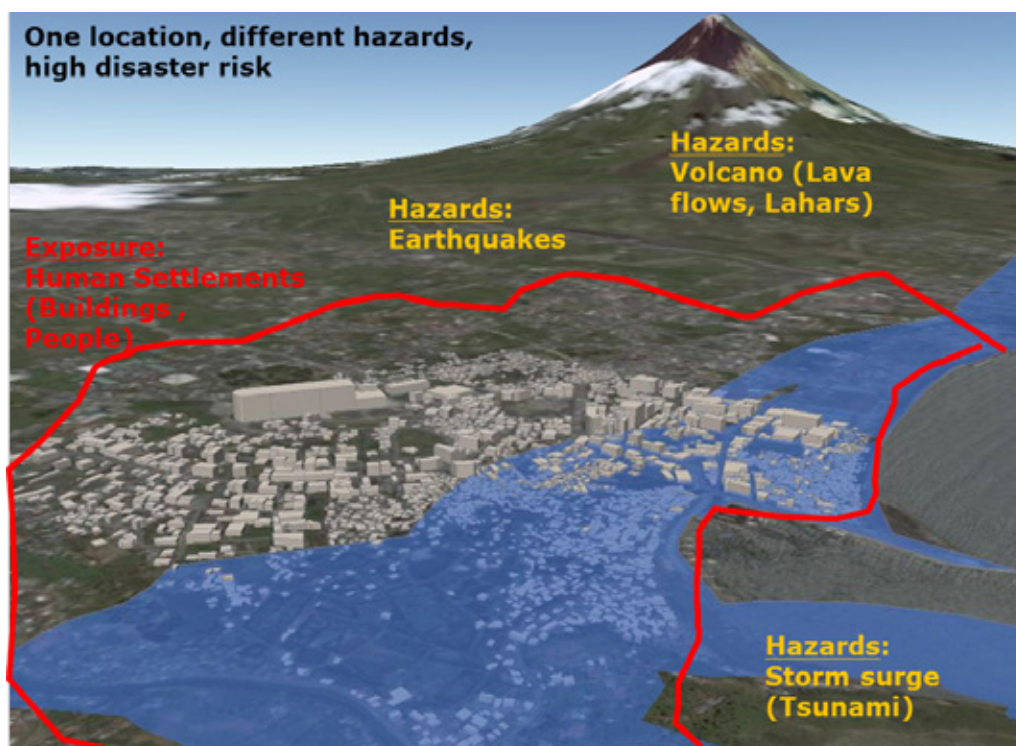 One location, different hazards,
high disaster risk
Hazards:
Volcano (Lava
flows, Lahars)
Hazards:
Earthquakes
Exposure:
Human Settlements
(Buildings ,
People)
Hazards:
Storm surge
(Tsunami)